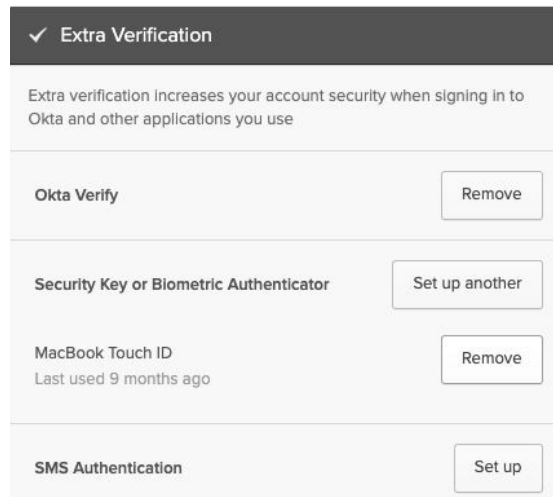 Extra Verification
Extra verification increases your account security when signing in to
Okta and other applications you use
Okta Verify
Remove
Security Key or Biometric Authenticator
Set up another
MacBook Touch ID
Last used 9 months ago
Remove
SMS Authentication
Set up